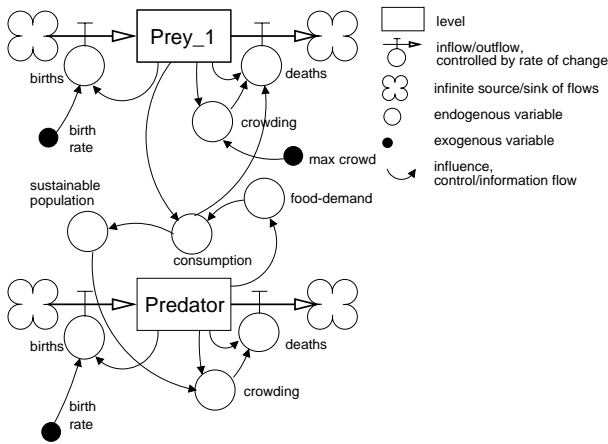 Prey_1
births
deaths
crowding
birth
rate
max crowd
sustainable
population
food-demand
consumption
Predator
births
deaths
crowding
birth
rate
level
inflow/outflow,
controlled by rate of change
infinite source/sink of flows
endogenous variable
exogenous variable
influence,
control/information flow